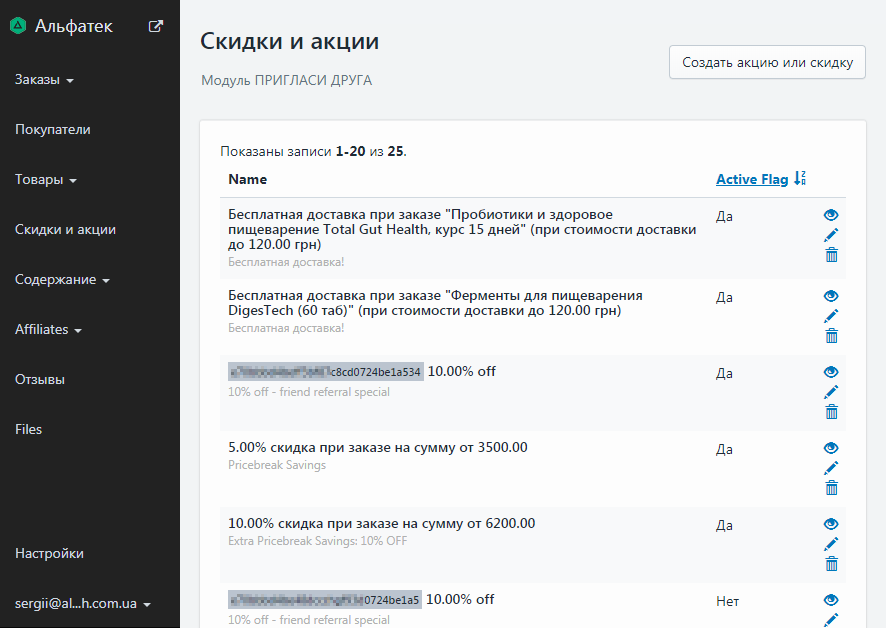 Альфатек
Заказы
Покупатели
Товары
Скидки и акции
Содержание
Affiliates
Отзывы
Files
Настройки
sergii@al...h.com.ua
Скидки и акции
Модуль ПРИГЛАСИ ДРУГА
Создать акцию или скидку
Показаны записи 1-20 из 25.
Name Active Flag
Бесплатная доставка при заказе "Пробиотики и здоровое Да
пищеварение Total Gut Health, курс 15 дней" (при стоимости доставки
до 120.00 грн)
Бесплатная доставка!
Бесплатная доставка при заказе "Ферменты для пищеварения Да
DigesTech (60 таб)" (при стоимости доставки до 120.00 грн)
Бесплатная доставка!
c8cd0724be1a534 10.00% off Да
10% off - friend referral special
5.00% скидка при заказе на сумму от 3500.00 Да
Pricebreak Savings
10.00% скидка при заказе на сумму от 6200.00 Да
Extra Pricebreak Savings: 10% OFF
0724be1a5 10.00% off Нет
10% off - friend referral special